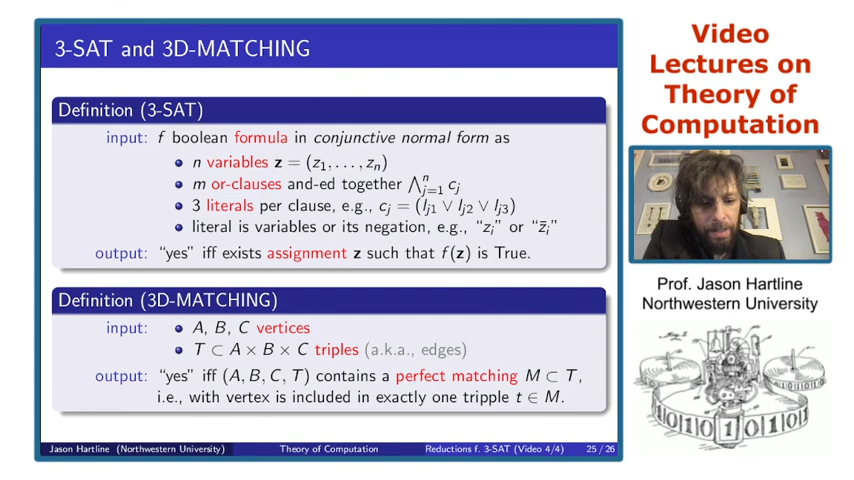 3-SAT and 3D-MATCHING
Definition (3-SAT)
input: f boolean formula in conjunctive normal form as
• n variables z = (z₁, . . . , zₙ)
• m or-clauses and-ed together ⋀ⁿⱼ₌₁ cⱼ
• 3 literals per clause, e.g., cⱼ = (lⱼ₁ ∨ lⱼ₂ ∨ lⱼ₃)
• literal is variables or its negation, e.g., “zᵢ” or “z̄ᵢ”
output: “yes” iff exists assignment z such that f(z) is True.
Definition (3D-MATCHING)
input: • A, B, C vertices
• T ⊂ A × B × C triples (a.k.a., edges)
output: “yes” iff (A, B, C, T) contains a perfect matching M ⊂ T,
i.e., with vertex is included in exactly one tripple t ∈ M.
Jason Hartline (Northwestern University) Theory of Computation Reductions f. 3-SAT (Video 4/4) 25 / 26
Video
Lectures on
Theory of
Computation
Prof. Jason Hartline
Northwestern University